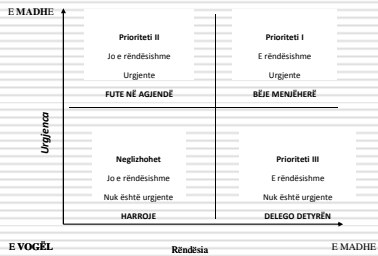 E MADHE
Prioriteti II
Jo e rëndësishme
Urgjente
FUTE NË AGJENDË
Prioriteti I
E rëndësishme
Urgjente
BËJE MENJËHERË
Urgjenca
Neglizhohet
Jo e rëndësishme
Nuk është urgjente
HARROJE
Prioriteti III
E rëndësishme
Nuk është urgjente
DELEGO DETYRËN
E VOGËL
Rëndësia
E MADHE